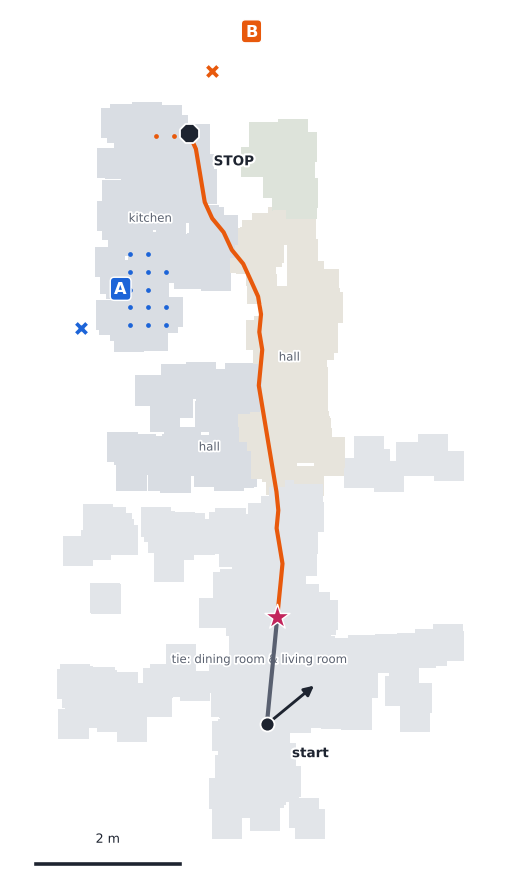 B
STOP
kitchen
A
hall
hall
tie: dining room & living room
start
2 m